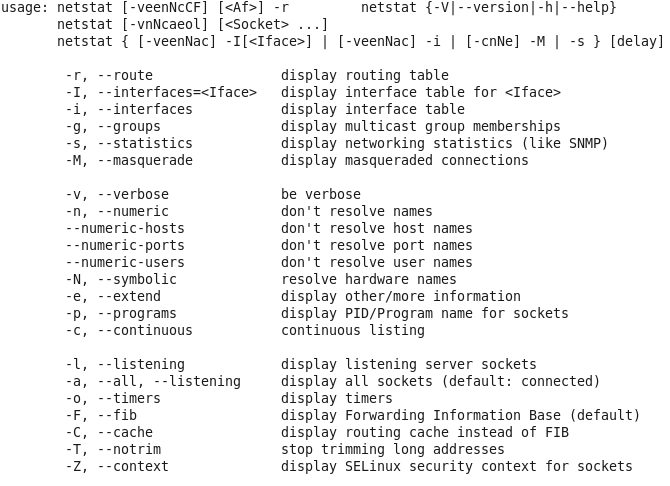 usage: netstat [-veenNcCF] [<Af>] -r         netstat {-V|--version|-h|--help}
       netstat [-vnNcaeol] [<Socket> ...]
       netstat { [-veenNac] -I[<Iface>] | [-veenNac] -i | [-cnNe] -M | -s } [delay]

        -r, --route                display routing table
        -I, --interfaces=<Iface>   display interface table for <Iface>
        -i, --interfaces           display interface table
        -g, --groups               display multicast group memberships
        -s, --statistics           display networking statistics (like SNMP)
        -M, --masquerade           display masqueraded connections

        -v, --verbose              be verbose
        -n, --numeric              don't resolve names
        --numeric-hosts            don't resolve host names
        --numeric-ports            don't resolve port names
        --numeric-users            don't resolve user names
        -N, --symbolic             resolve hardware names
        -e, --extend               display other/more information
        -p, --programs             display PID/Program name for sockets
        -c, --continuous           continuous listing

        -l, --listening            display listening server sockets
        -a, --all, --listening     display all sockets (default: connected)
        -o, --timers               display timers
        -F, --fib                  display Forwarding Information Base (default)
        -C, --cache                display routing cache instead of FIB
        -T, --notrim               stop trimming long addresses
        -Z, --context              display SELinux security context for sockets